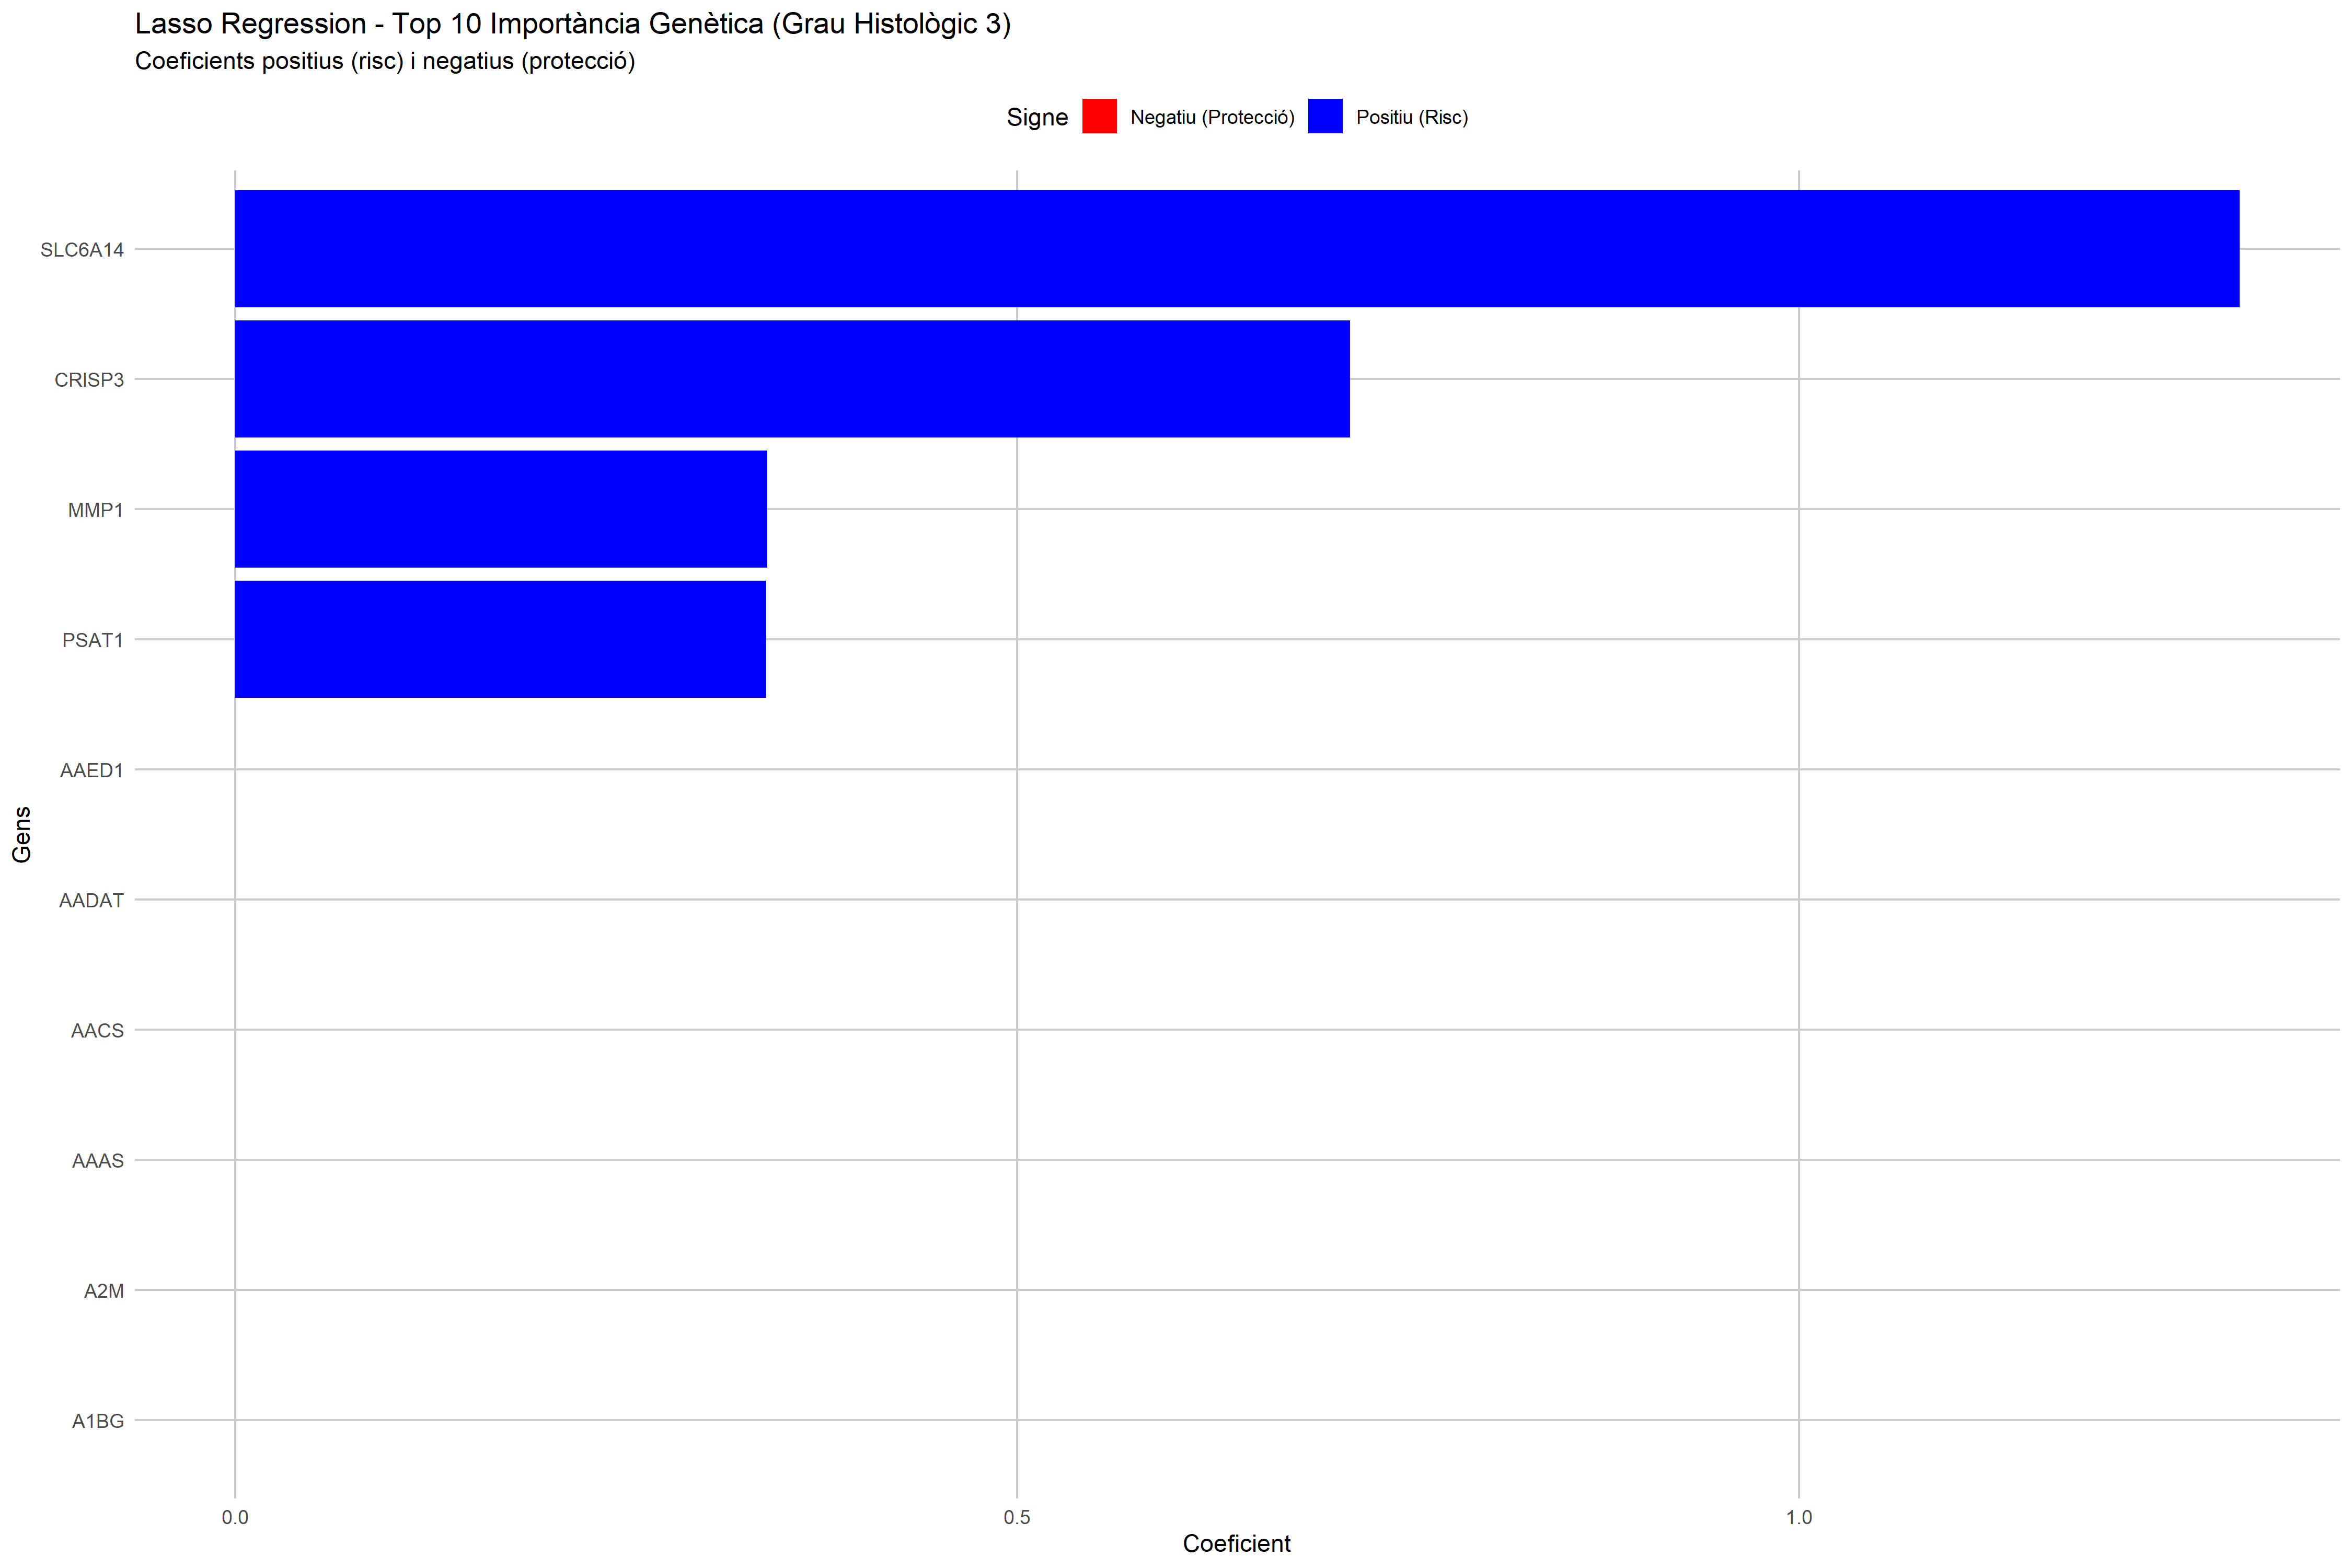 Lasso Regression - Top 10 Importància Genètica (Grau Histològic 3)
Coeficients positius (risc) i negatius (protecció)
Signe Negatiu (Protecció) Positiu (Risc)
SLC6A14
CRISP3
MMP1
PSAT1
AAED1
AADAT
AACS
AAAS
A2M
A1BG
Gens
0.0 0.5 1.0
Coeficient